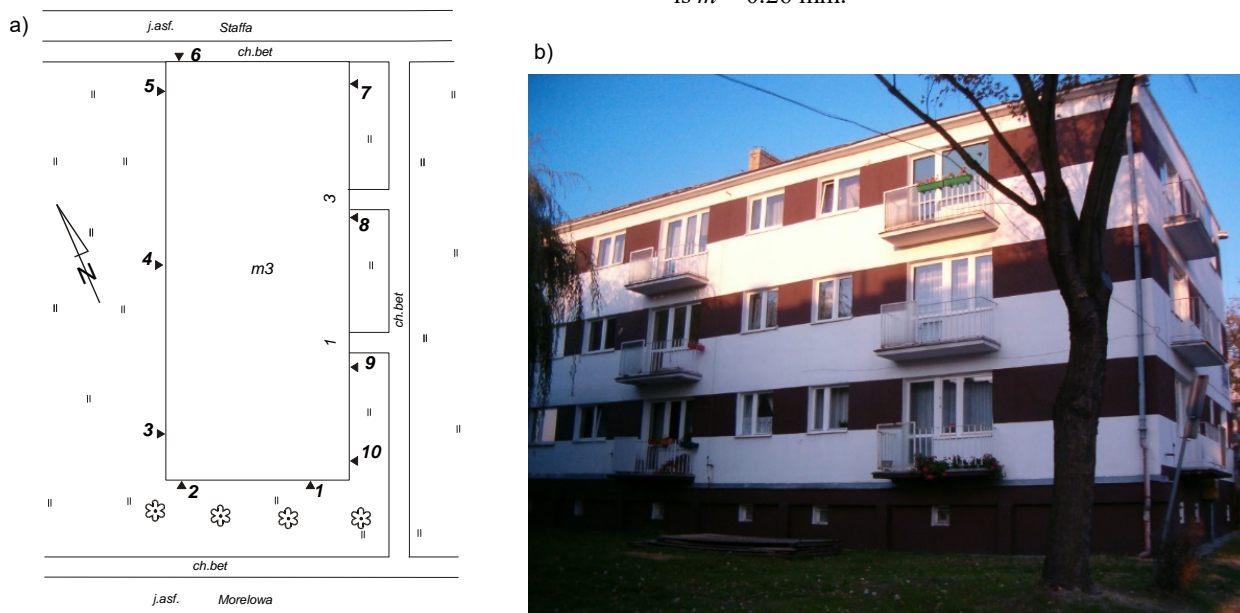 is m = 0.26 mm.
a)
j.asf. Staffa
6
ch.bet
b)
5
7
3
8
4
N
m3
ch.bet
1
9
3
10
2
1
ch.bet
j.asf. Morelowa